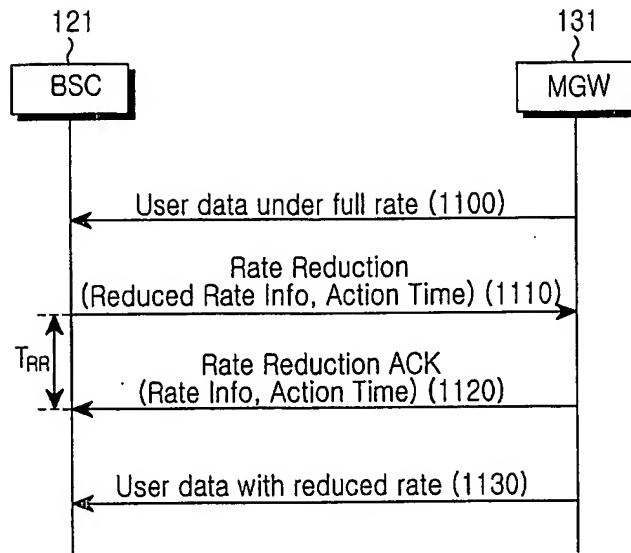 121
131
BSC
MGW
User data under full rate (1100)
Rate Reduction
(Reduced Rate Info, Action Time) (1110)
TRR
Rate Reduction ACK
(Rate Info, Action Time) (1120)
User data with reduced rate (1130)